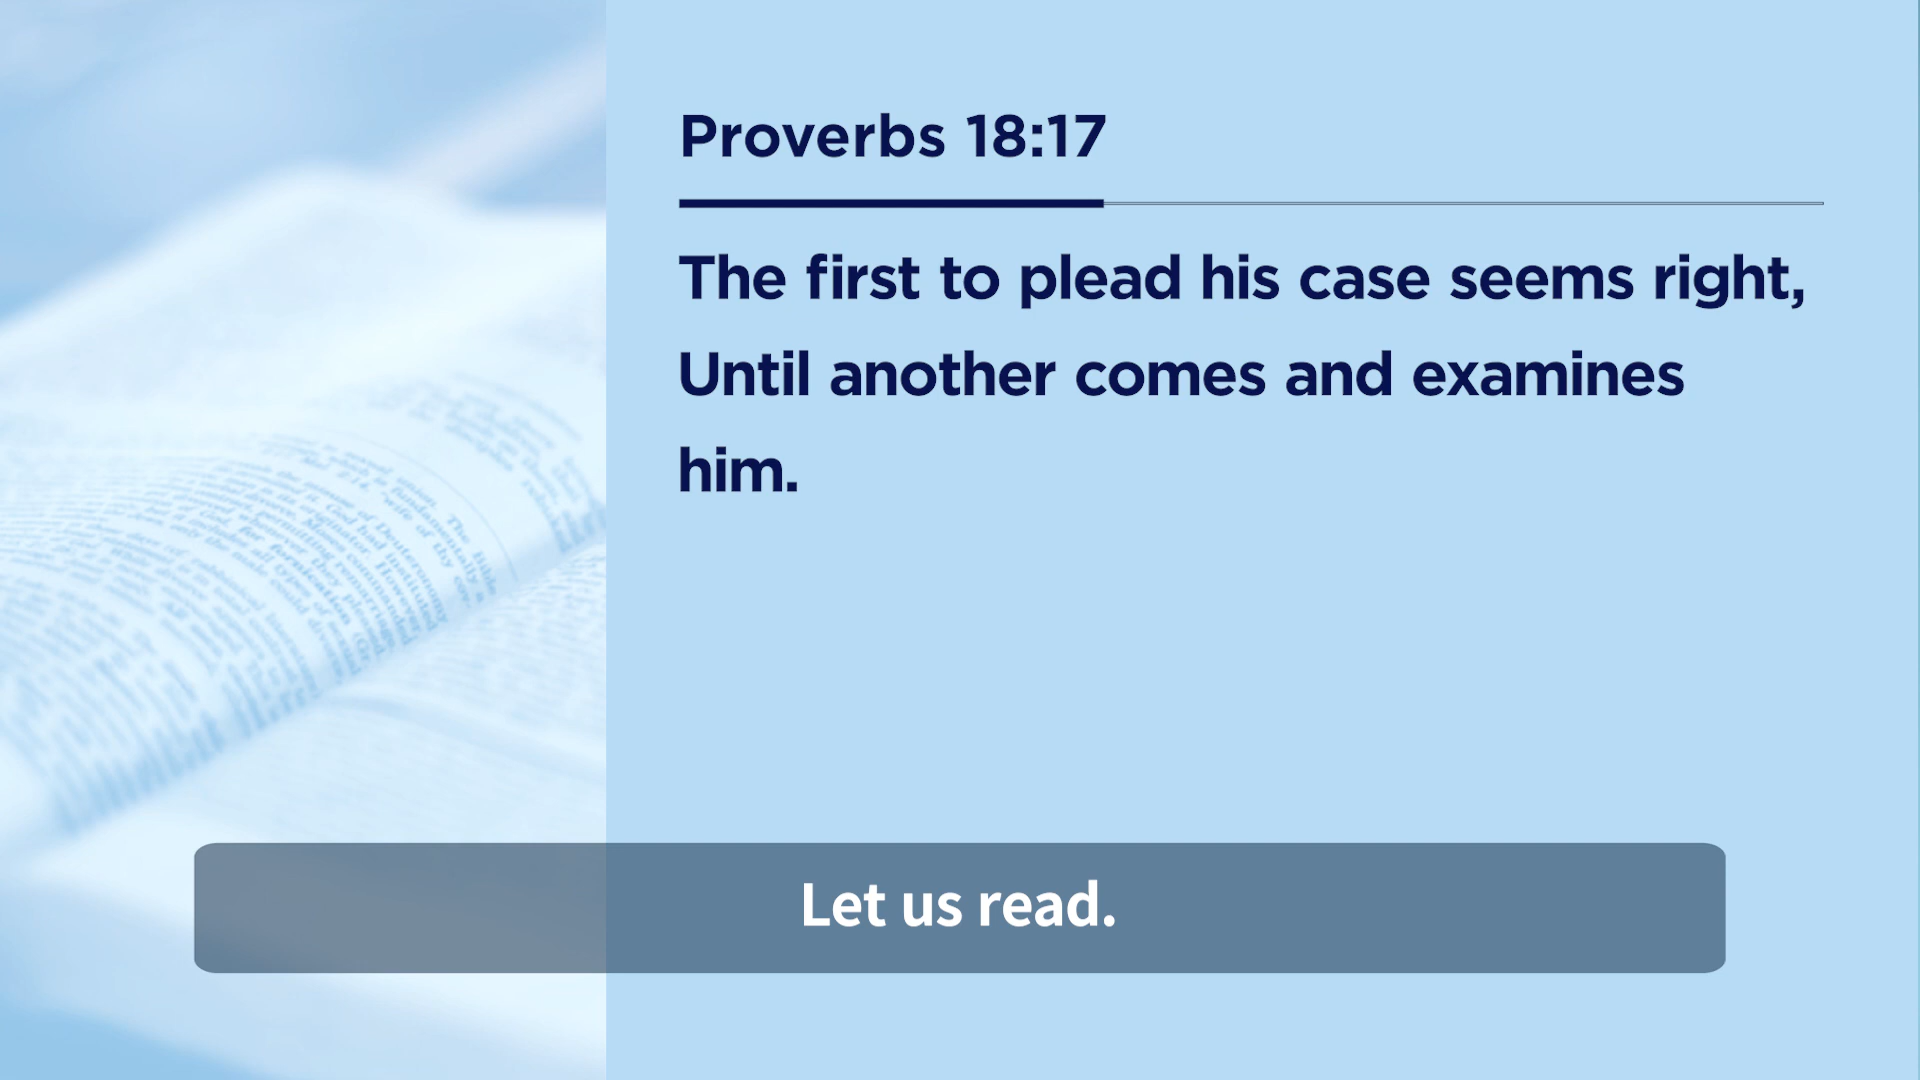 Proverbs 18:17
The first to plead his case seems right,
Until another comes and examines
him.
Let us read.